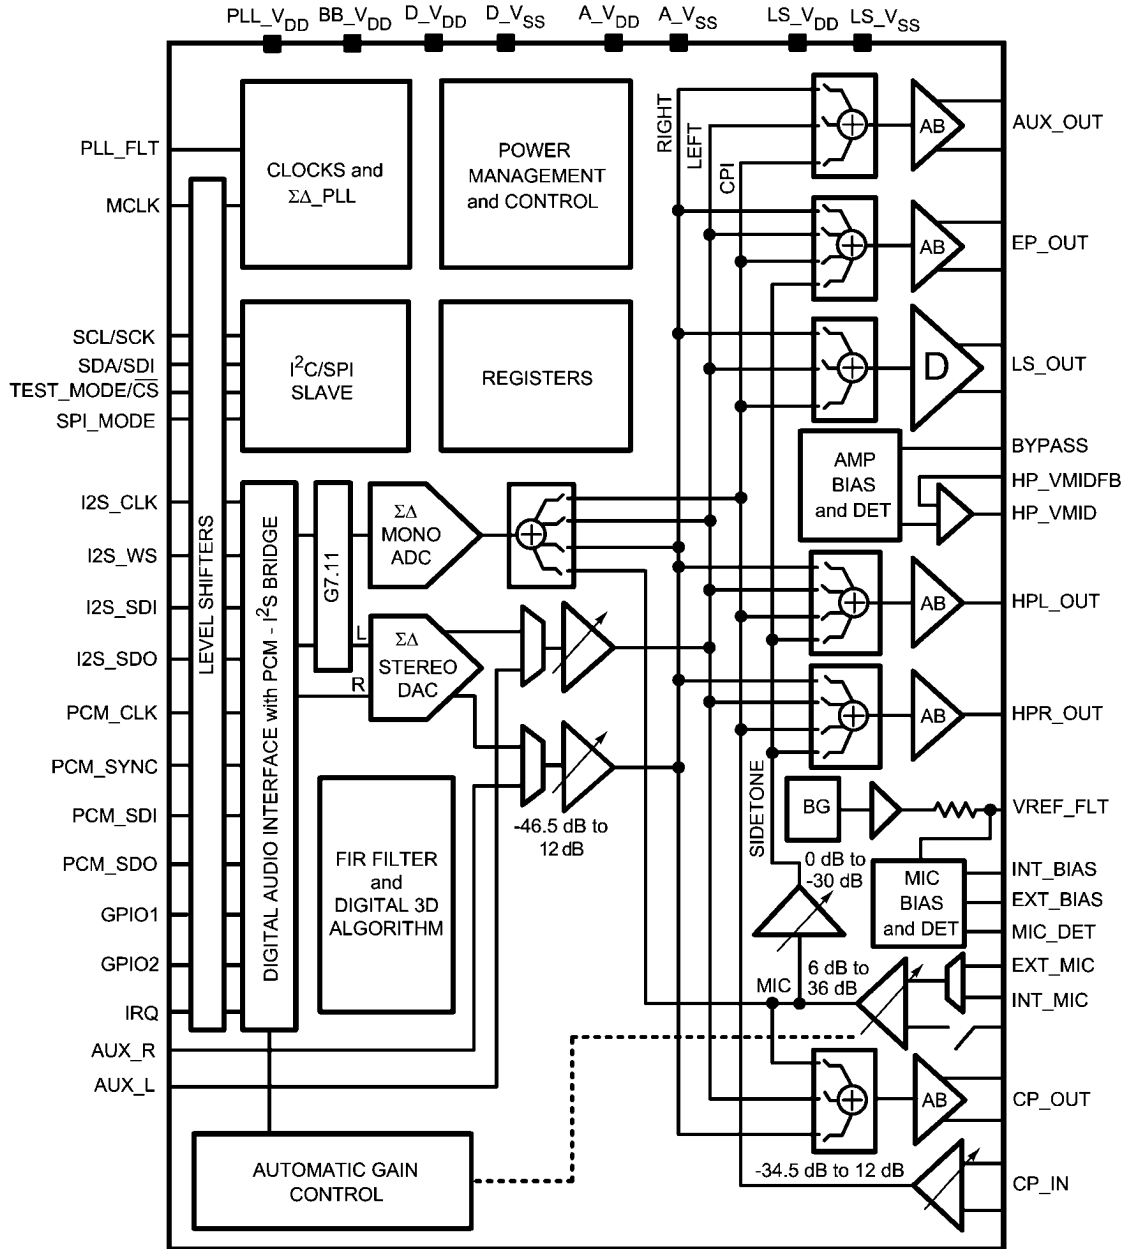 PLL_VDD
BB_VDD
D_VDD
D_VSS
A_VDD
A_VSS
LS_VDD
LS_VSS
PLL_FLT
MCLK
SCL/SCK
SDA/SDI
TEST_MODE/C̅S̅
SPI_MODE
I2S_CLK
I2S_WS
I2S_SDI
I2S_SDO
PCM_CLK
PCM_SYNC
PCM_SDI
PCM_SDO
GPIO1
GPIO2
IRQ
AUX_R
AUX_L
LEVEL SHIFTERS
CLOCKS and
ΣΔ_PLL
POWER
MANAGEMENT
and CONTROL
I²C/SPI
SLAVE
REGISTERS
DIGITAL AUDIO INTERFACE with PCM - I²S BRIDGE
G7.11
ΣΔ
MONO
ADC
L
R
ΣΔ
STEREO
DAC
-46.5 dB to
12 dB
FIR FILTER
and
DIGITAL 3D
ALGORITHM
AUTOMATIC GAIN
CONTROL
RIGHT
LEFT
CPI
SIDETONE
MIC
AB
AB
D
AMP
BIAS
and DET
AB
AB
BG
0 dB to
-30 dB
MIC
BIAS
and DET
6 dB to
36 dB
AB
-34.5 dB to 12 dB
AUX_OUT
EP_OUT
LS_OUT
BYPASS
HP_VMIDFB
HP_VMID
HPL_OUT
HPR_OUT
VREF_FLT
INT_BIAS
EXT_BIAS
MIC_DET
EXT_MIC
INT_MIC
CP_OUT
CP_IN